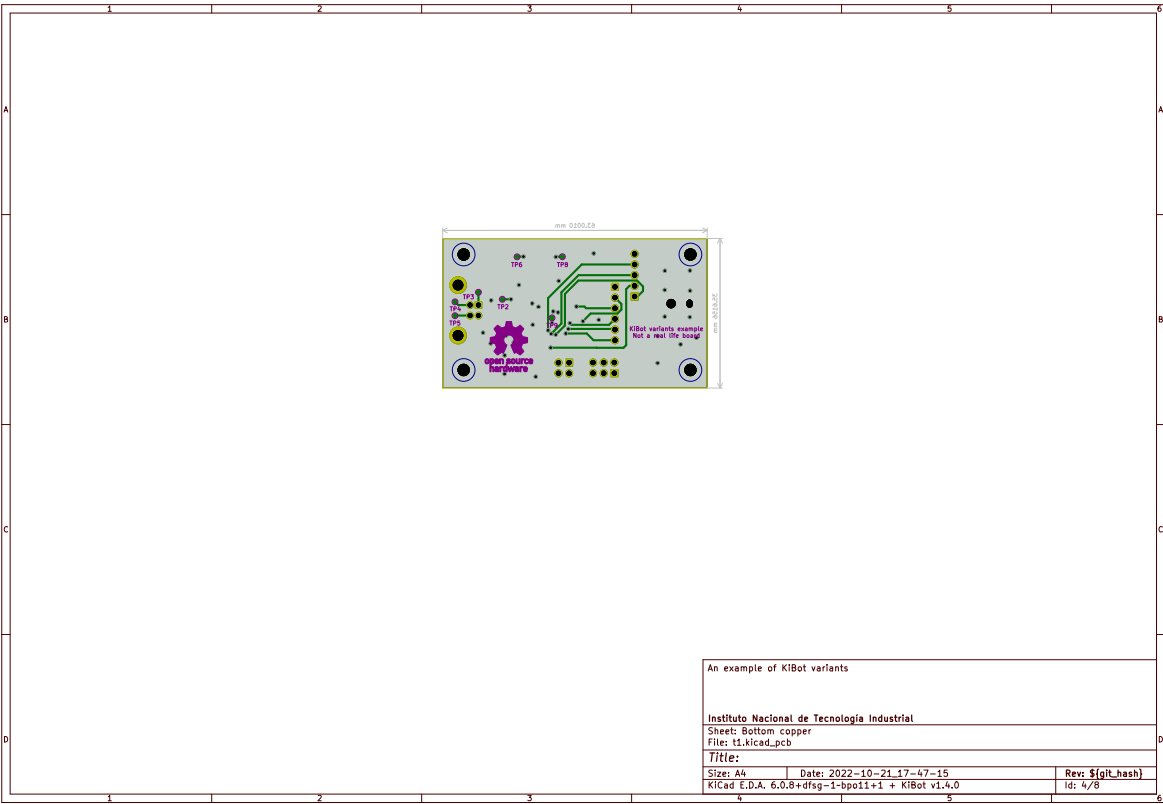 1 2 3 4 5 6
A A
63.0010 mm
TP6 TP8
TP3
TP2
TP4
TP5
TP9
B B
KiBot variants example
Not a real life board
open source
hardware
C C
An example of KiBot variants
Instituto Nacional de Tecnología Industrial
Sheet: Bottom copper
File: t1.kicad_pcb
Title:
D D
Size: A4 Date: 2022-10-21_17-47-15 Rev: ${git_hash}
KiCad E.D.A. 6.0.8+dfsg-1-bpo11+1 + KiBot v1.4.0 Id: 4/8
1 2 3 4 5 6